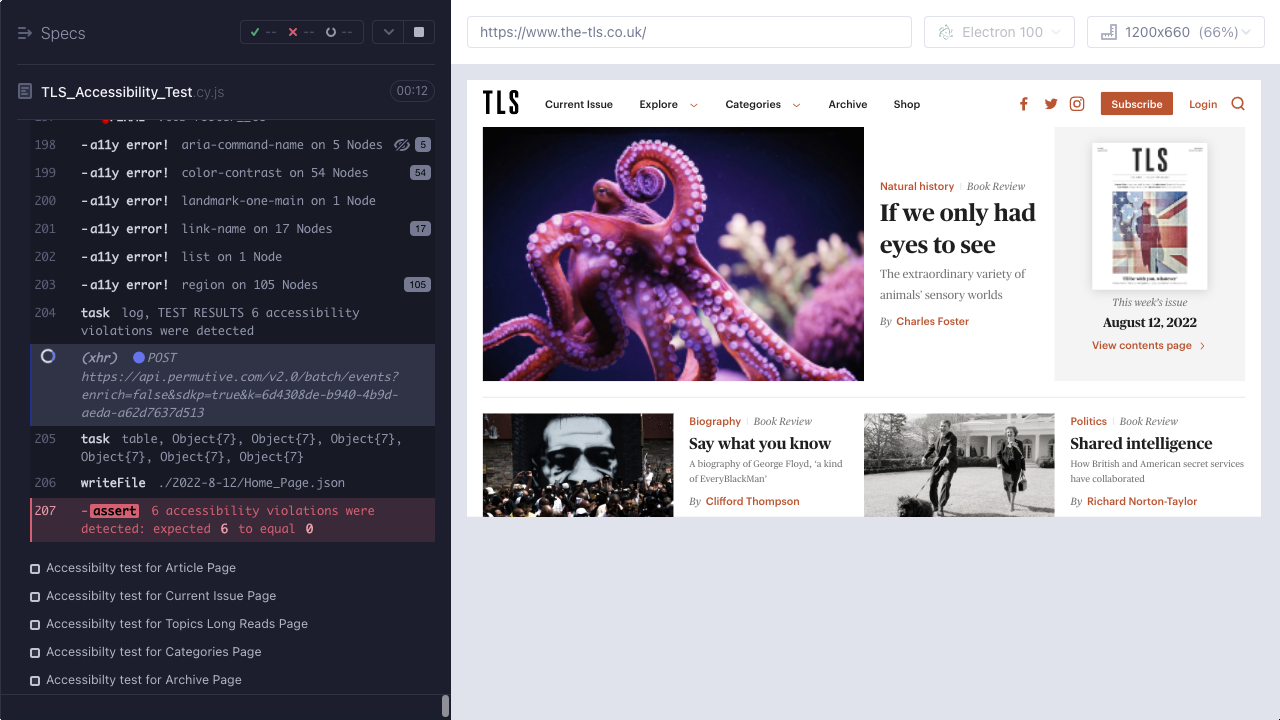 Specs
-- -- --
TLS_Accessibility_Test.cy.js
00:12
198 -a11y error! aria-command-name on 5 Nodes 5
199 -a11y error! color-contrast on 54 Nodes 54
200 -a11y error! landmark-one-main on 1 Node
201 -a11y error! link-name on 17 Nodes 17
202 -a11y error! list on 1 Node
203 -a11y error! region on 105 Nodes 105
204 task log, TEST RESULTS 6 accessibility
violations were detected
(xhr) POST
https://api.permutive.com/v2.0/batch/events?
enrich=false&sdkp=true&k=6d4308de-b940-4b9d-
aeda-a62d7637d513
205 task table, Object{7}, Object{7}, Object{7},
Object{7}, Object{7}, Object{7}
206 writeFile ./2022-8-12/Home_Page.json
207 -assert 6 accessibility violations were
detected: expected 6 to equal 0
Accessibilty test for Article Page
Accessibilty test for Current Issue Page
Accessibilty test for Topics Long Reads Page
Accessibilty test for Categories Page
Accessibilty test for Archive Page
https://www.the-tls.co.uk/
Electron 100
1200x660 (66%)
TLS
Current Issue
Explore
Categories
Archive
Shop
Subscribe
Login
Natural history Book Review
If we only had
eyes to see
The extraordinary variety of
animals' sensory worlds
By Charles Foster
TLS
This week's issue
August 12, 2022
View contents page
Biography Book Review
Say what you know
A biography of George Floyd, 'a kind
of EveryBlackMan'
By Clifford Thompson
Politics Book Review
Shared intelligence
How British and American secret services
have collaborated
By Richard Norton-Taylor